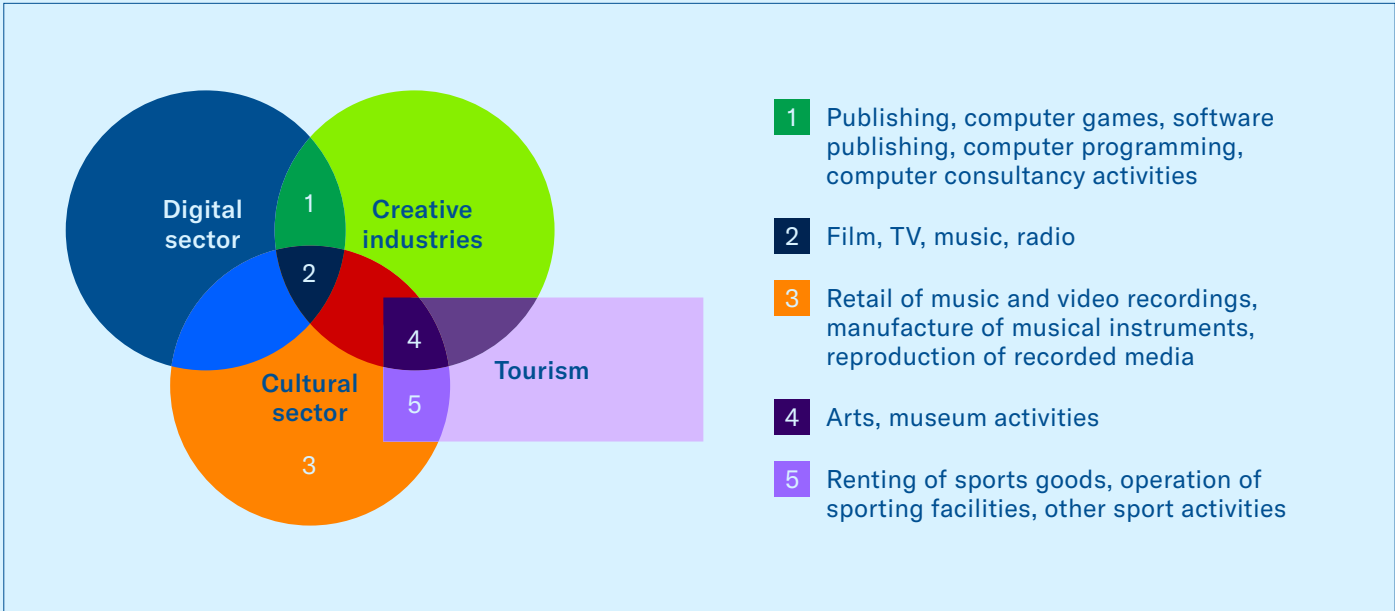 Digital
sector
1
Creative
industries
2
4
Tourism
Cultural
sector
5
3
1 Publishing, computer games, software
publishing, computer programming,
computer consultancy activities
2 Film, TV, music, radio
3 Retail of music and video recordings,
manufacture of musical instruments,
reproduction of recorded media
4 Arts, museum activities
5 Renting of sports goods, operation of
sporting facilities, other sport activities